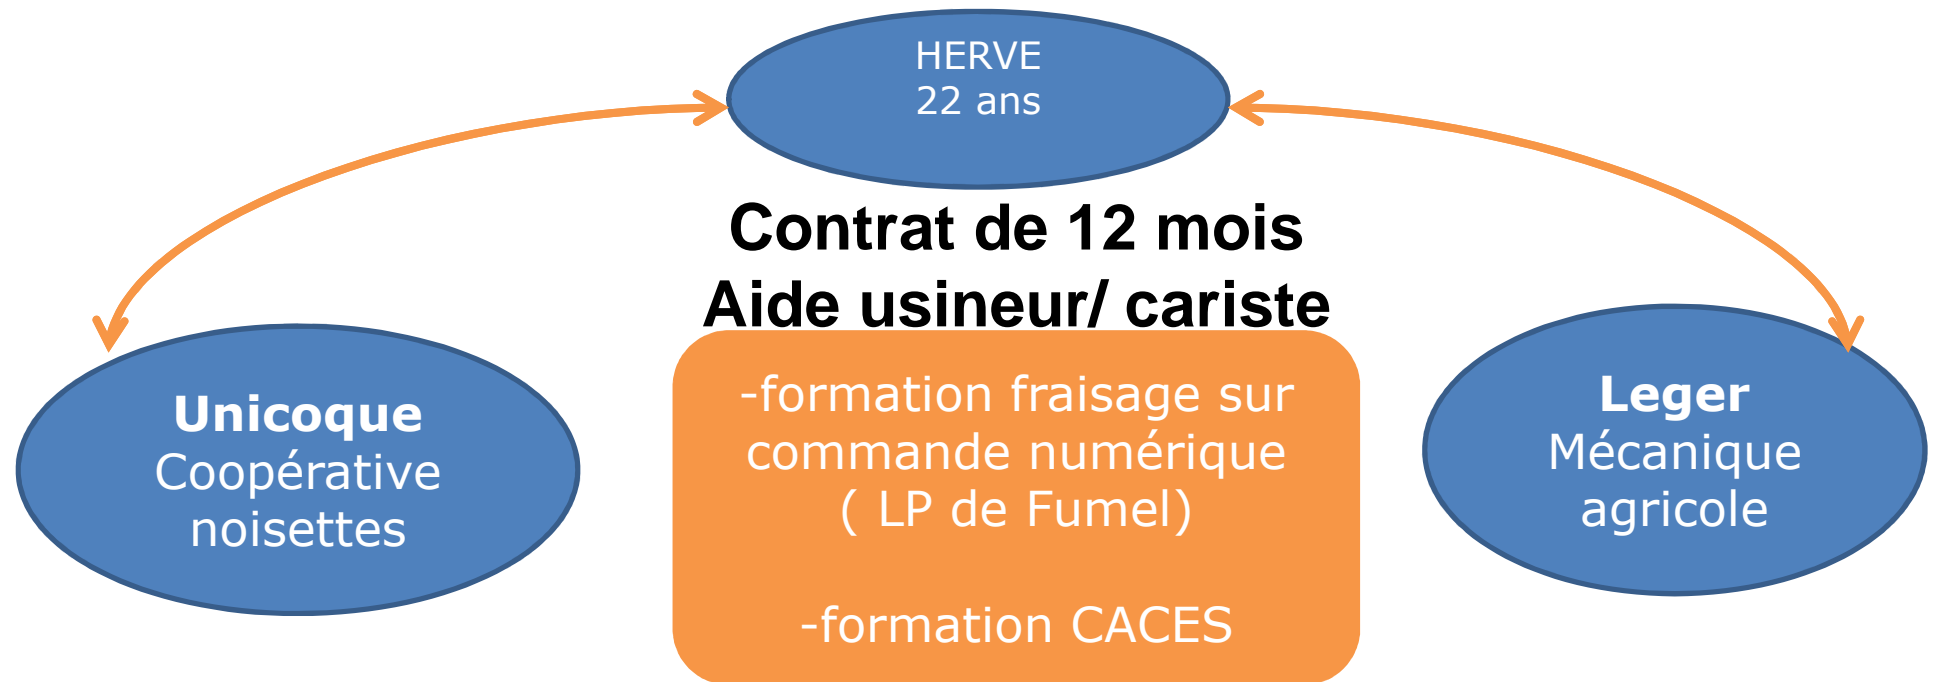 HERVE
22 ans
Contrat de 12 mois
Aide usineur/ cariste
Unicoque
Coopérative
noisettes
-formation fraisage sur
commande numérique
( LP de Fumel)
-formation CACES
Leger
Mécanique
agricole